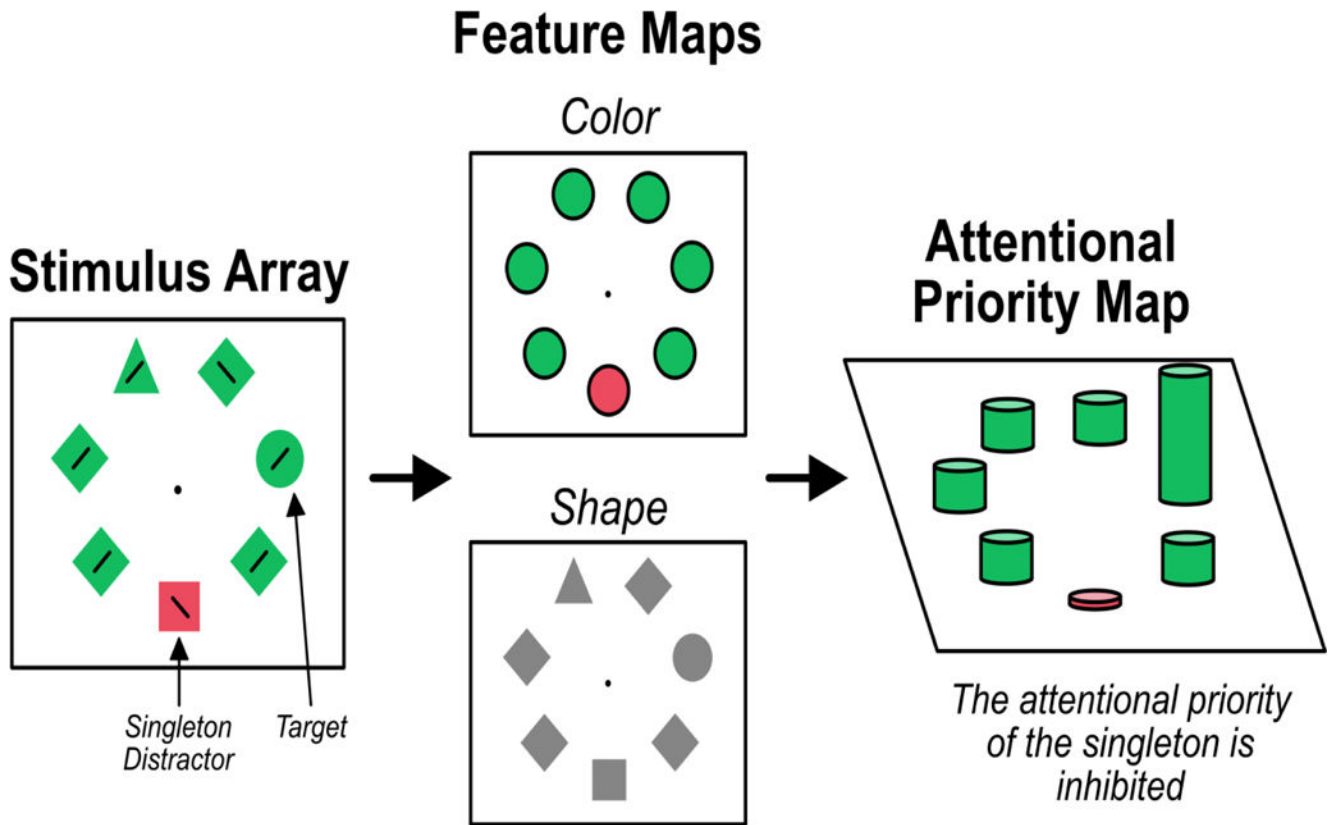 Feature Maps
Color
Stimulus Array
Singleton
Distractor
Target
Shape
Attentional
Priority Map
The attentional priority
of the singleton is
inhibited